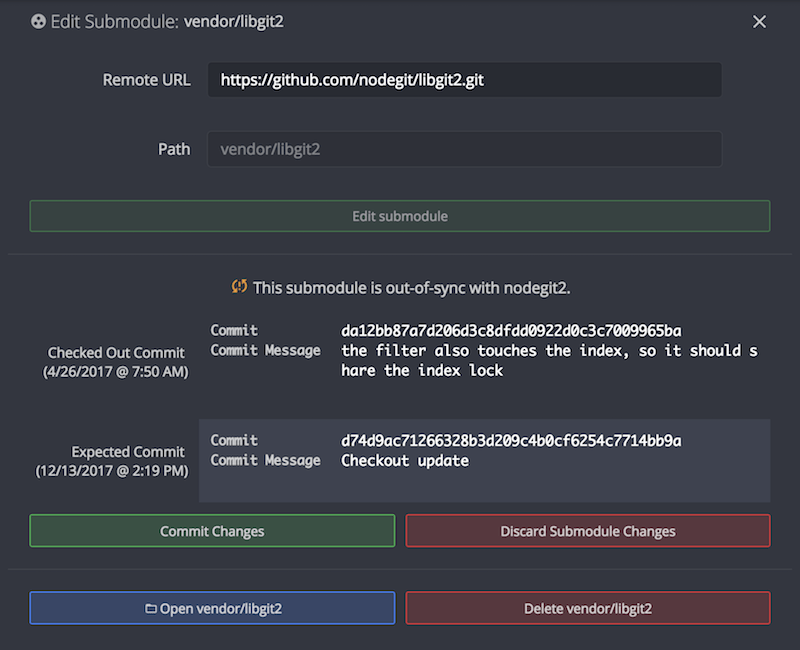 Edit Submodule: vendor/libgit2
Remote URL https://github.com/nodegit/libgit2.git
Path vendor/libgit2
Edit submodule
This submodule is out-of-sync with nodegit2.
Checked Out Commit
(4/26/2017 @ 7:50 AM)
Commit da12bb87a7d206d3c8dfdd0922d0c3c7009965ba
Commit Message the filter also touches the index, so it should s
hare the index lock
Expected Commit
(12/13/2017 @ 2:19 PM)
Commit d74d9ac71266328b3d209c4b0cf6254c7714bb9a
Commit Message Checkout update
Commit Changes
Discard Submodule Changes
Open vendor/libgit2
Delete vendor/libgit2